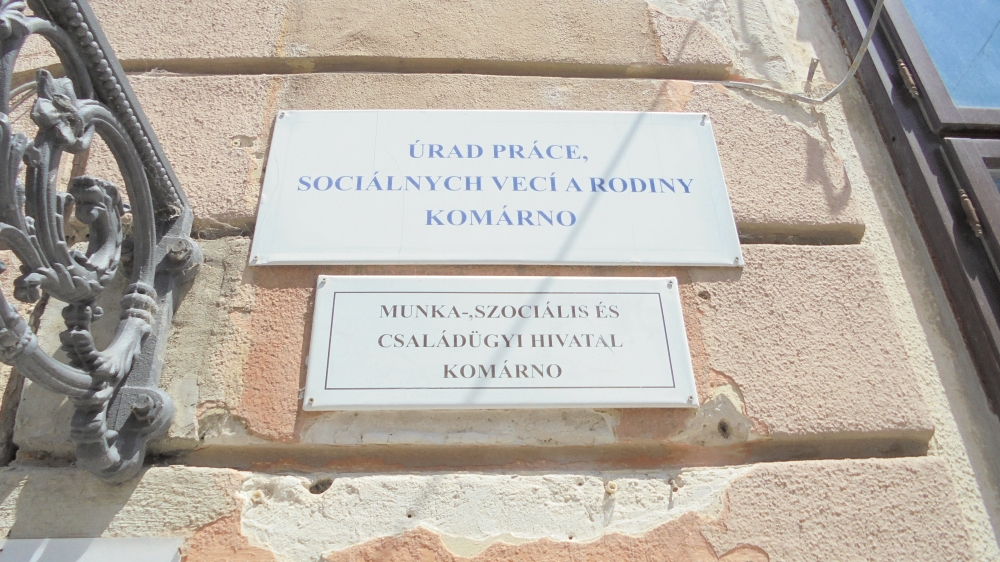 ÚRAD PRÁCE,
SOCIÁLNYCH VECÍ A RODINY
KOMÁRNO
MUNKA-,SZOCIÁLIS ÉS
CSALÁDÜGYI HIVATAL
KOMÁRNO